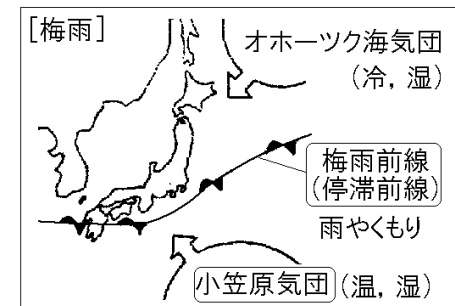 [梅雨]
オホーツク海気団
(冷, 湿)
梅雨前線
(停滞前線)
雨やくもり
小笠原気団 (温, 湿)